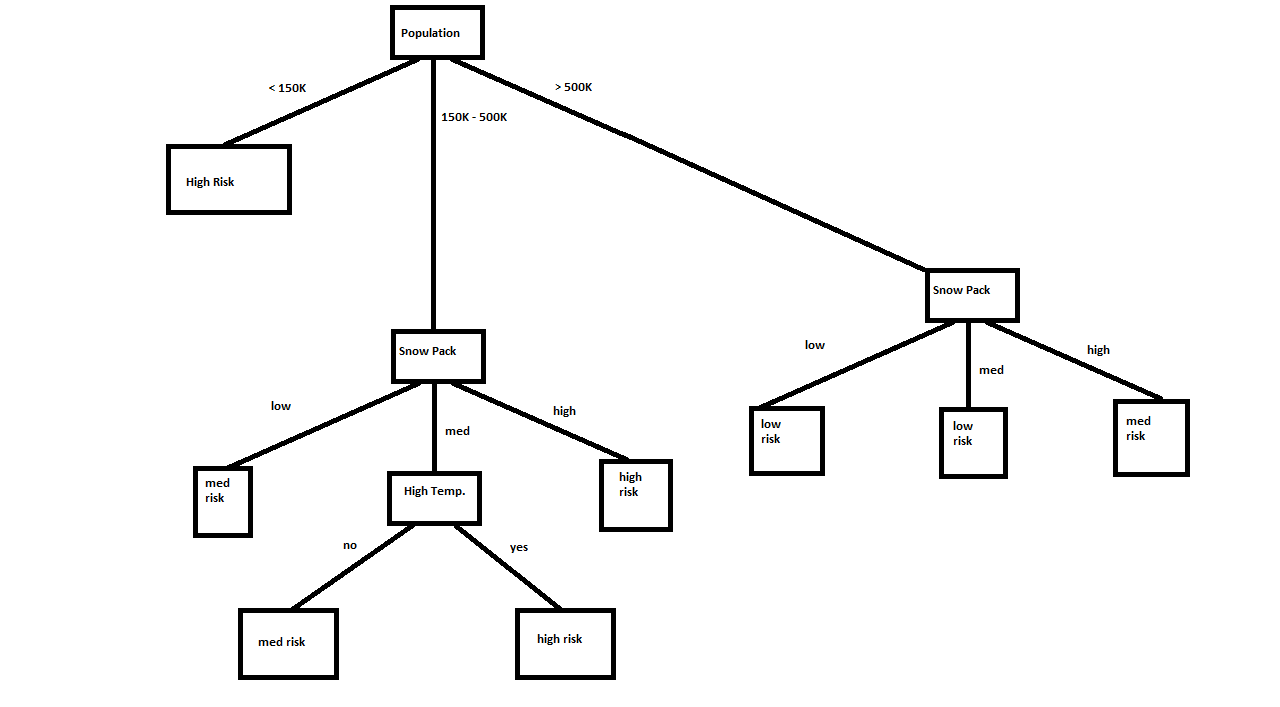 Population
< 150K
> 500K
150K - 500K
High Risk
Snow Pack
low
high
med
Snow Pack
low
high
med
low
risk
low
risk
med
risk
med
risk
High Temp.
high
risk
no
yes
med risk
high risk